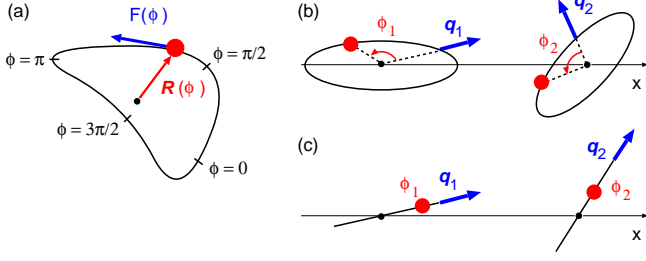 (a)
F(ϕ)
ϕ = π
ϕ = π/2
R(ϕ)
ϕ = 3π/2
ϕ = 0
(b)
ϕ1
q1
q2
ϕ2
x
(c)
ϕ1
q1
q2
ϕ2
x